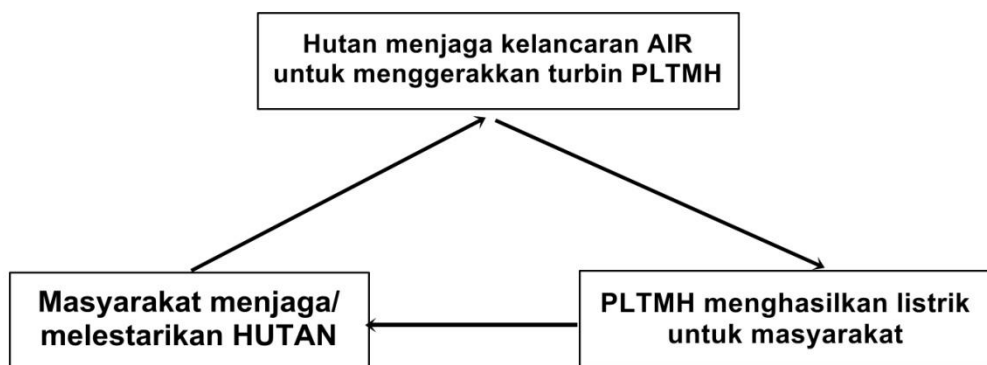 Hutan menjaga kelancaran AIR
untuk menggerakkan turbin PLTMH
Masyarakat menjaga/
melestarikan HUTAN
PLTMH menghasilkan listrik
untuk masyarakat